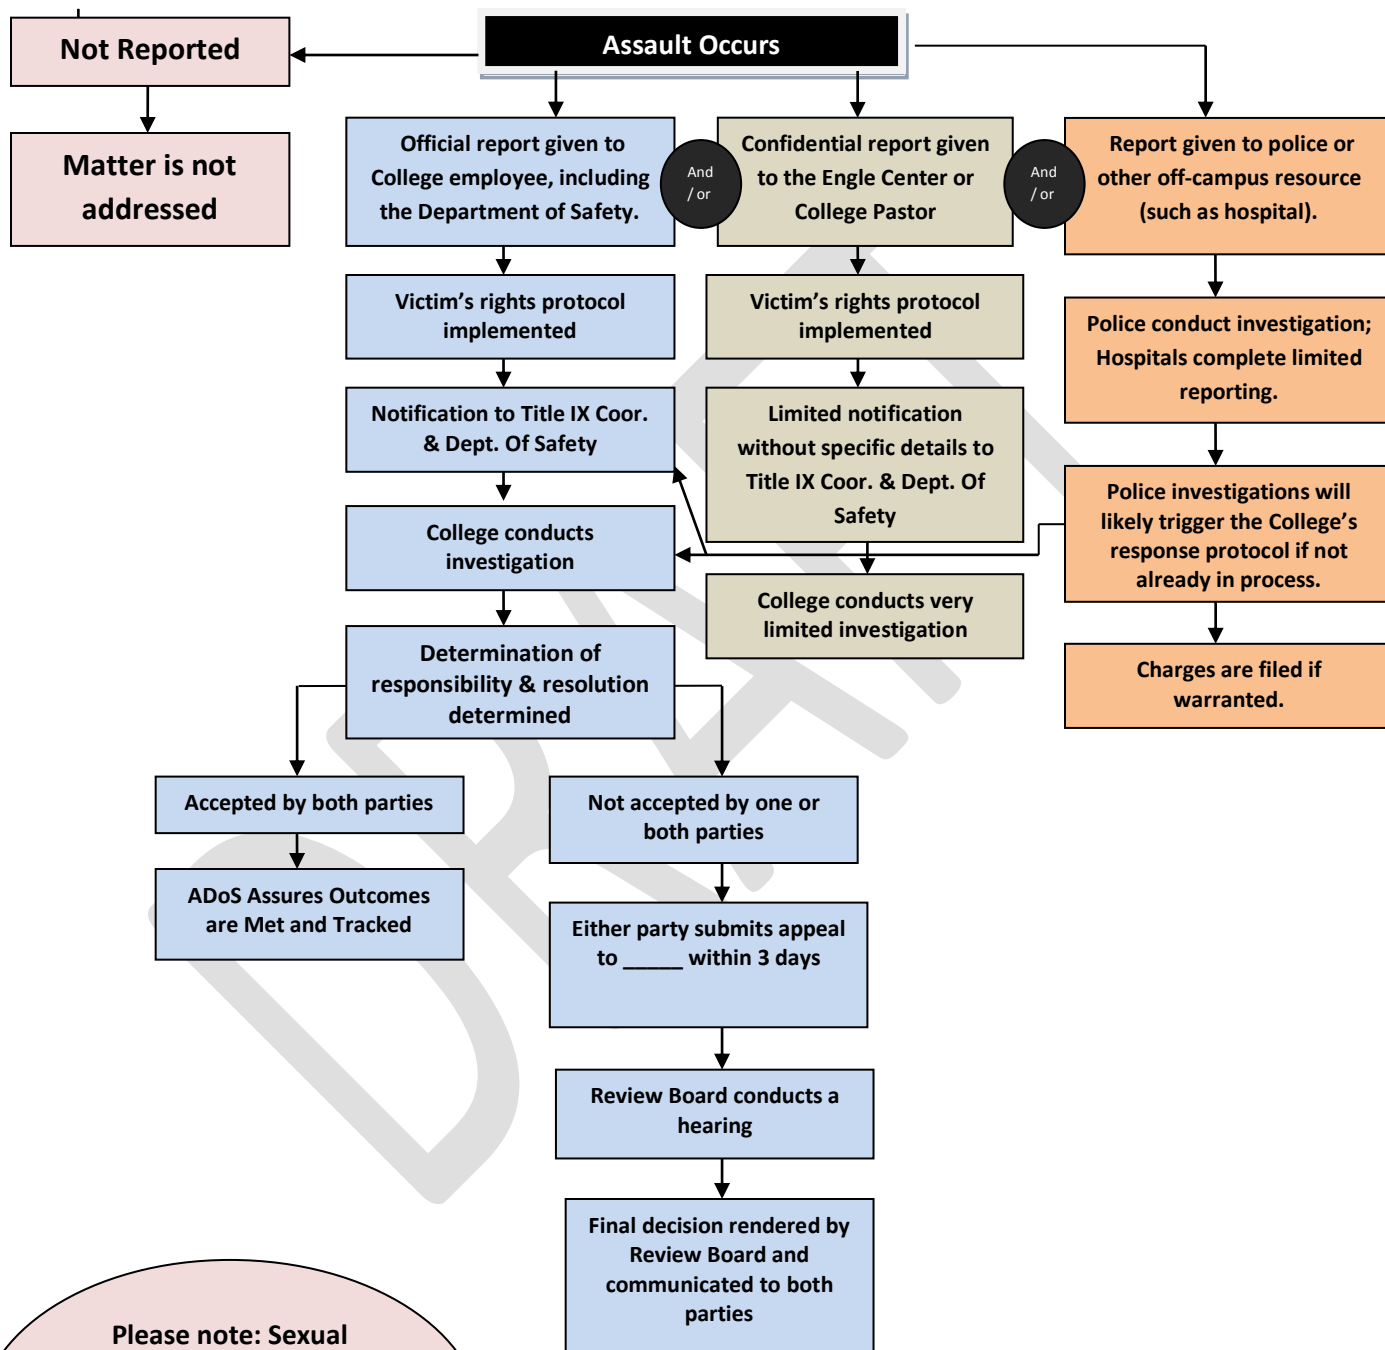 Assault Occurs
Not Reported
Matter is not
addressed
Official report given to
College employee, including
the Department of Safety.
And
/ or
Confidential report given
to the Engle Center or
College Pastor
And
/ or
Report given to police or
other off-campus resource
(such as hospital).
Victim’s rights protocol
implemented
Victim’s rights protocol
implemented
Police conduct investigation;
Hospitals complete limited
reporting.
Notification to Title IX Coor.
& Dept. Of Safety
Limited notification
without specific details to
Title IX Coor. & Dept. Of
Safety
Police investigations will
likely trigger the College’s
response protocol if not
already in process.
College conducts
investigation
College conducts very
limited investigation
Charges are filed if
warranted.
Determination of
responsibility & resolution
determined
Accepted by both parties
Not accepted by one or
both parties
ADoS Assures Outcomes
are Met and Tracked
Either party submits appeal
to _____ within 3 days
Review Board conducts a
hearing
Final decision rendered by
Review Board and
communicated to both
parties
Please note: Sexual
DRAFT